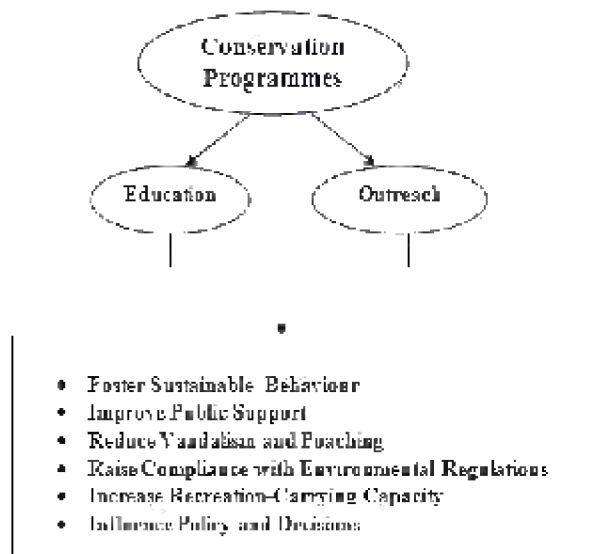 Conservation
Programmes
Education
Outreach
•
• Foster Sustainable Behaviour
• Improve Public Support
• Reduce Vandalism and Poaching
• Raise Compliance with Environmental Regulations
• Increase Recreation-Carrying Capacity
• Influence Policy and Decisions